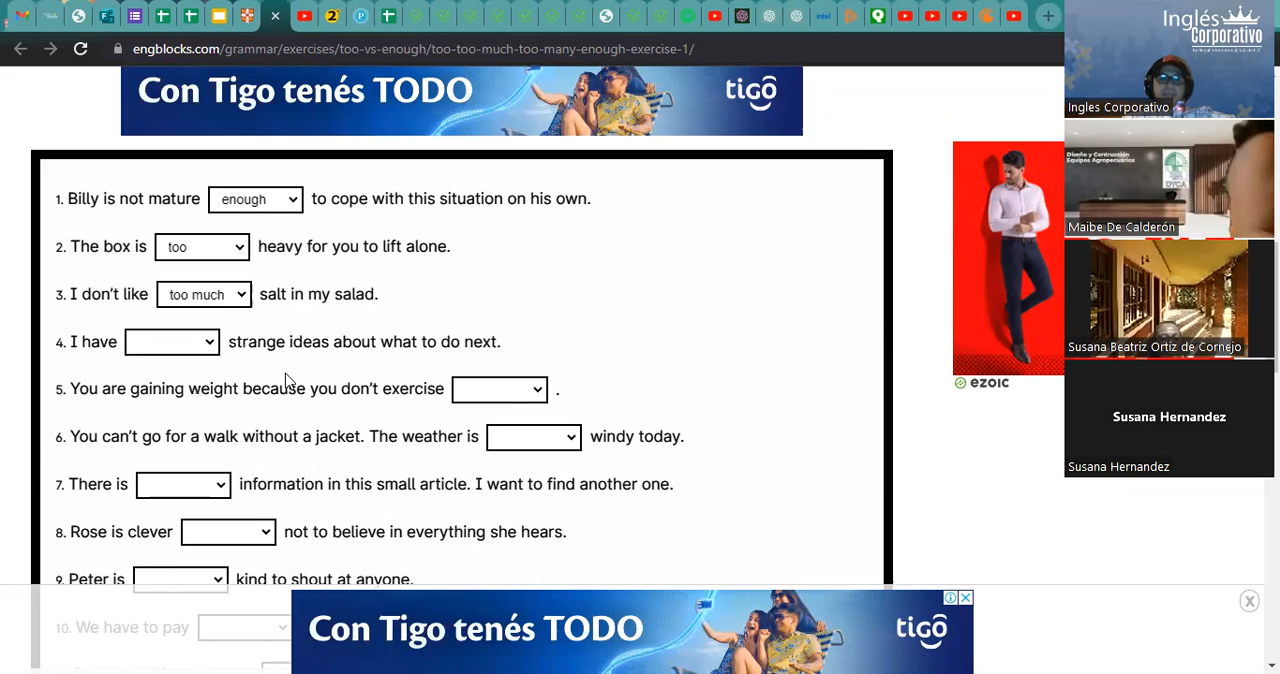 engblocks.com/grammar/exercises/too-vs-enough/too-too-much-too-many-enough-exercise-1/
Con Tigo tenés TODO
tigo
1. Billy is not mature enough to cope with this situation on his own.
2. The box is too heavy for you to lift alone.
3. I don't like too much salt in my salad.
4. I have strange ideas about what to do next.
5. You are gaining weight because you don't exercise .
6. You can't go for a walk without a jacket. The weather is windy today.
7. There is information in this small article. I want to find another one.
8. Rose is clever not to believe in everything she hears.
9. Peter is kind to shout at anyone.
10. We have to pay
Con Tigo tenés TODO
tigo
ezoic
Inglés
Corporativo
Ingles Corporativo
Diseño y Contrucción
Equipos Agropecuarios
DYCA
Maibe De Calderón
Susana Beatriz Ortiz de Cornejo
Susana Hernandez
Susana Hernandez